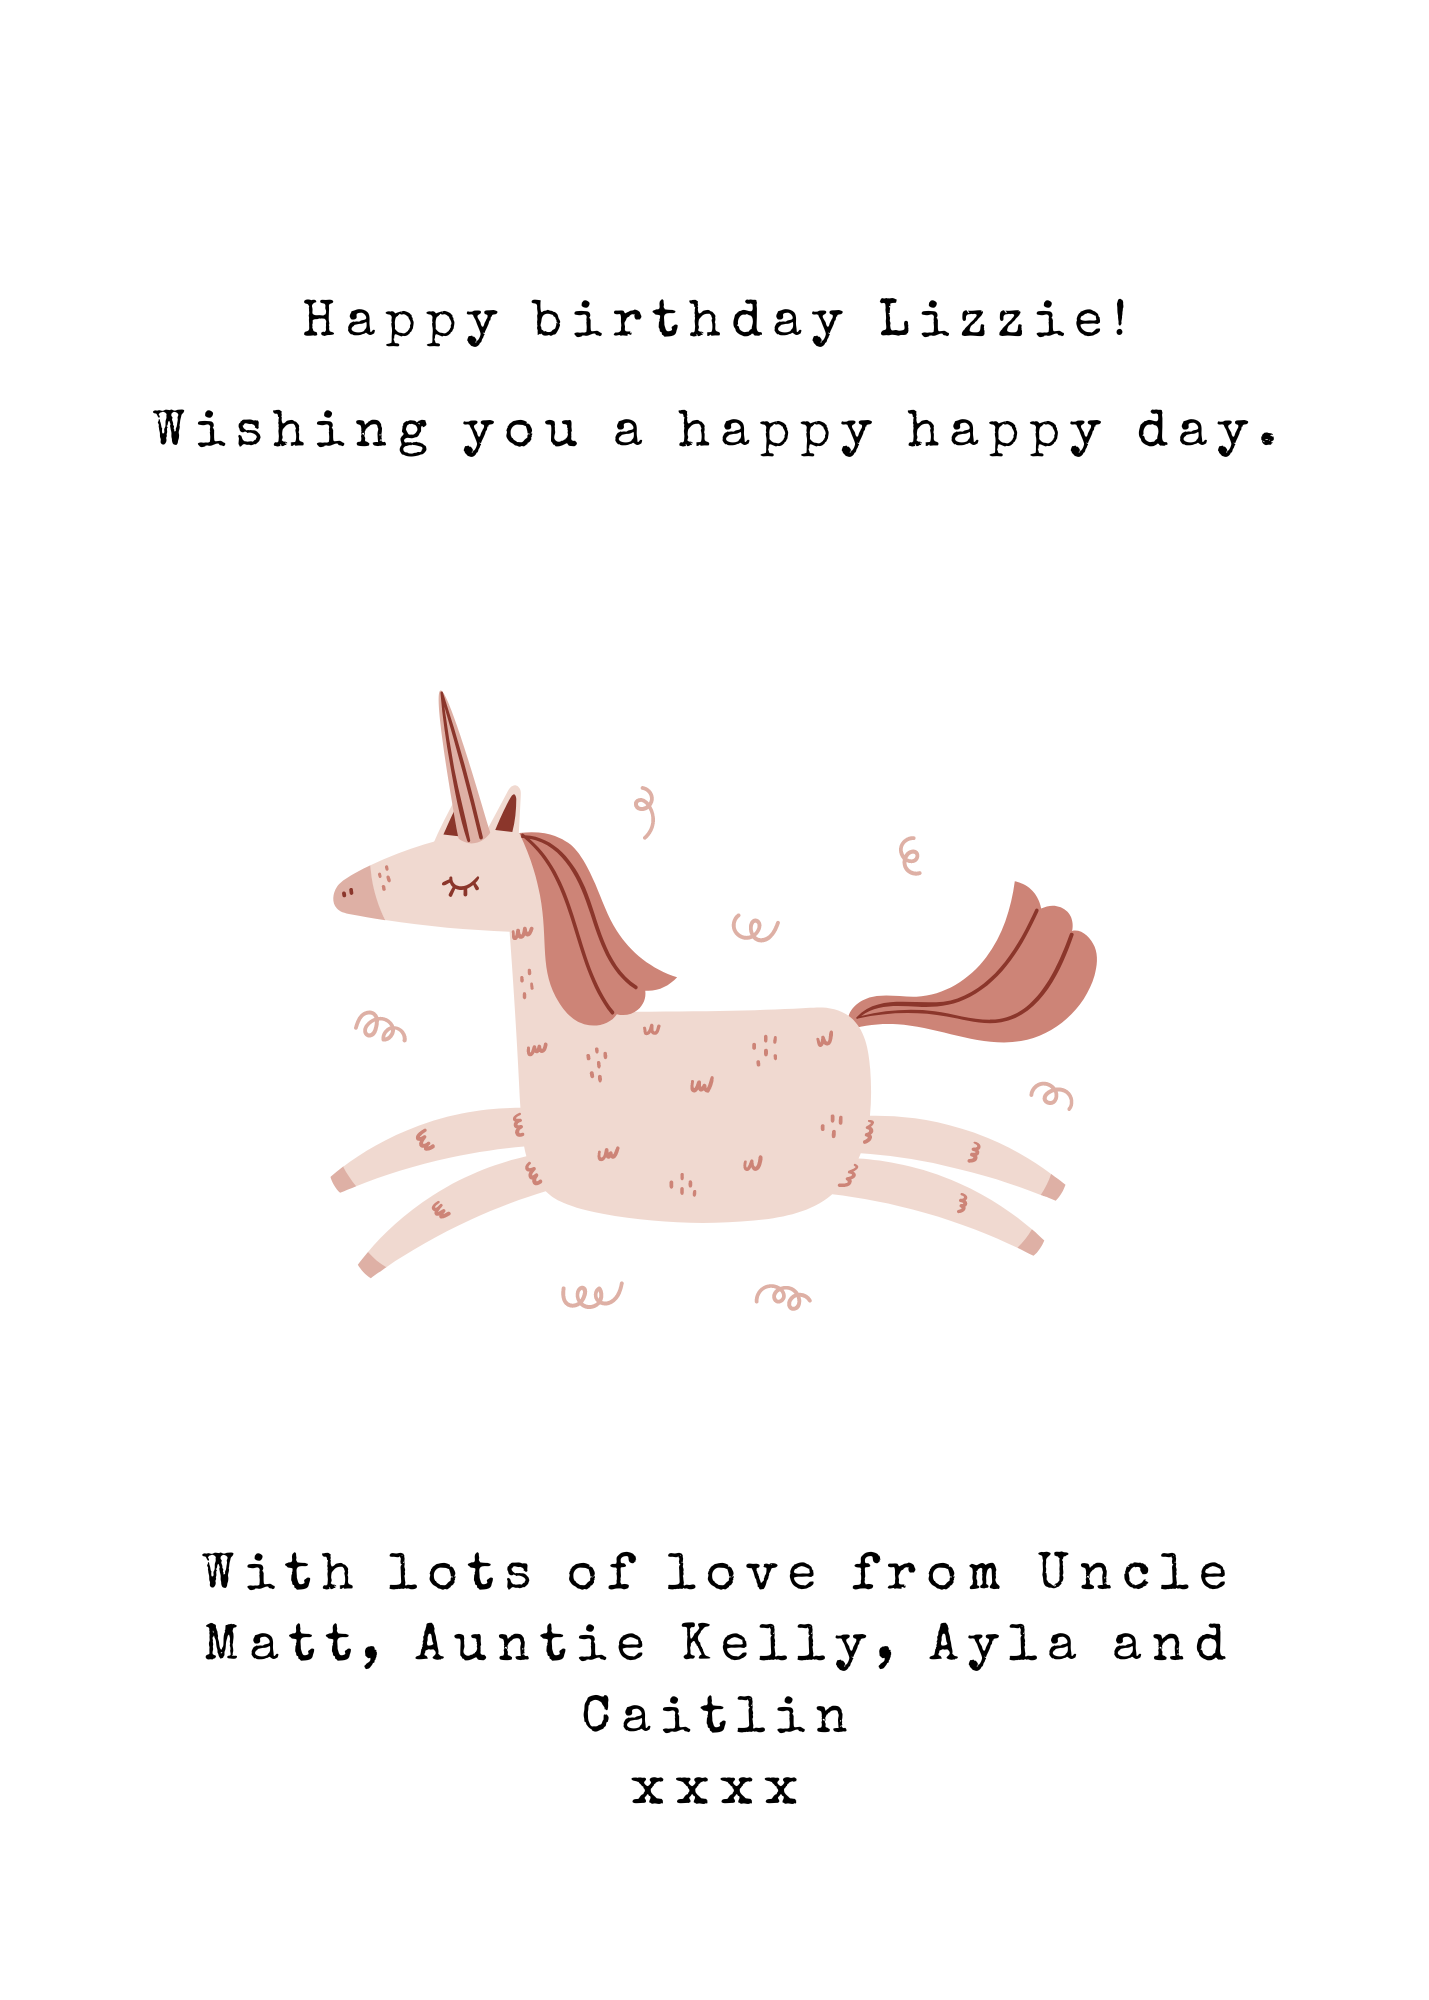 Happy birthday Lizzie!
Wishing you a happy happy day.
With lots of love from Uncle
Matt, Auntie Kelly, Ayla and
Caitlin
xxxx